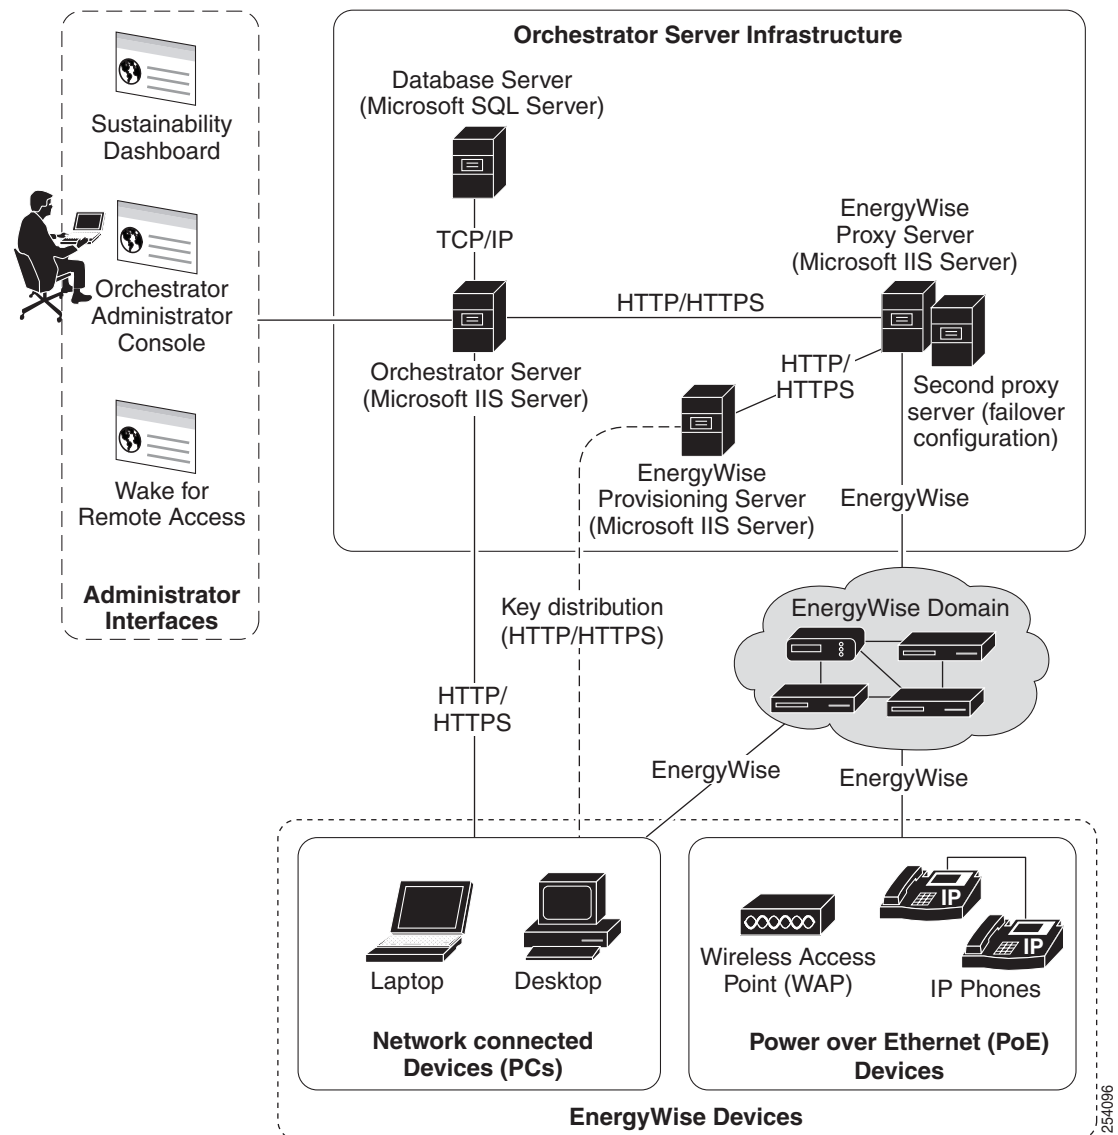 Orchestrator Server Infrastructure
Database Server
(Microsoft SQL Server)
Sustainability
Dashboard
EnergyWise
Proxy Server
(Microsoft IIS Server)
TCP/IP
Orchestrator
Administrator
Console
HTTP/HTTPS
Orchestrator Server
(Microsoft IIS Server)
HTTP/
HTTPS
Second proxy
server (failover
configuration)
EnergyWise
Provisioning Server
(Microsoft IIS Server)
Wake for
Remote Access
EnergyWise
Administrator
Interfaces
Key distribution
(HTTP/HTTPS)
EnergyWise Domain
HTTP/
HTTPS
EnergyWise
EnergyWise
Laptop
Desktop
Wireless Access
Point (WAP)
IP
IP
IP Phones
Network connected
Devices (PCs)
Power over Ethernet (PoE)
Devices
EnergyWise Devices
254096